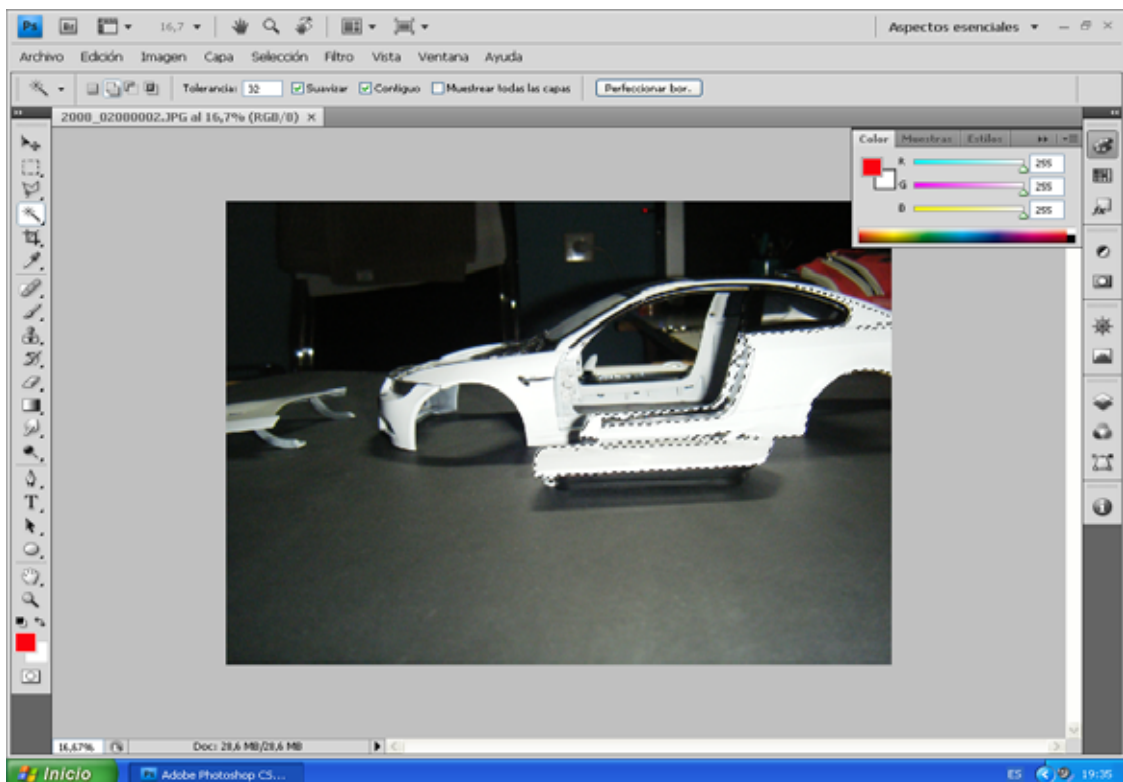 Ps Br 16,7 Aspectos esenciales
Archivo Edición Imagen Capa Selección Filtro Vista Ventana Ayuda
Tolerancia: 32 Suavizar Contiguo Muestrear todas las capas Perfeccionar bor.
2008_02080002.JPG al 16,7% (RGB/8) ×
Color Muestras Estilos
R 255
G 255
B 255
T
16,67% Doc: 28,6 MB/28,6 MB
Inicio Ps Adobe Photoshop CS... ES 19:35